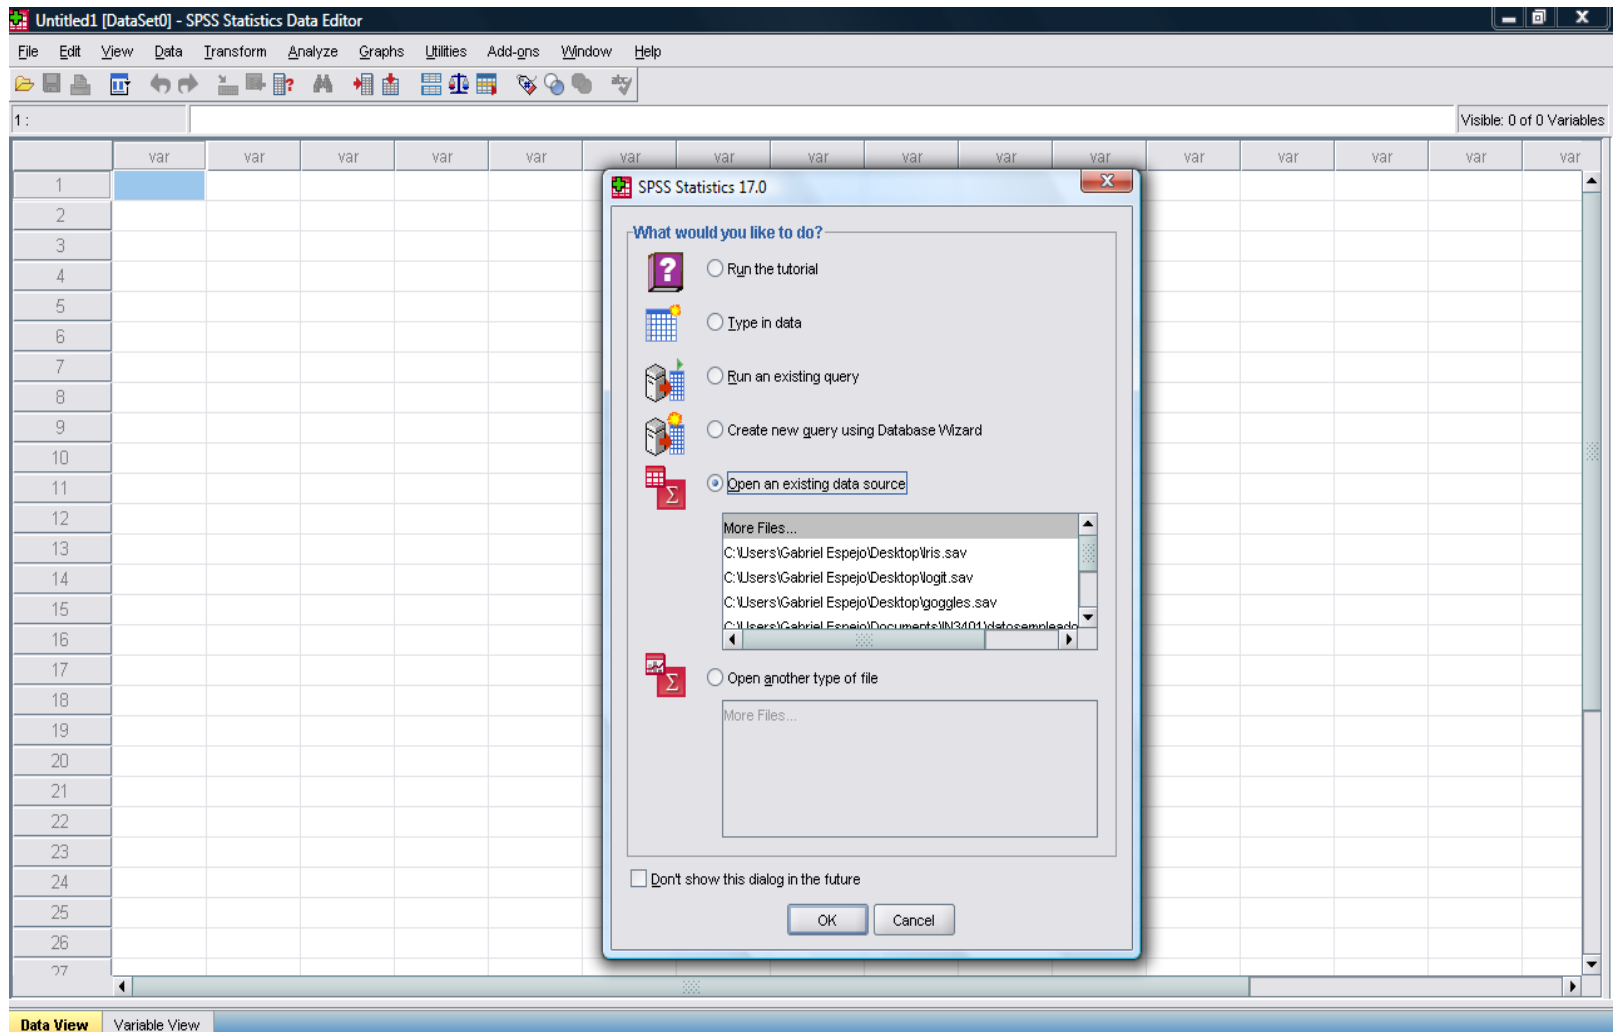 Untitled1 [DataSet0] - SPSS Statistics Data Editor
File Edit View Data Transform Analyze Graphs Utilities Add-ons Window Help
1 :
Visible: 0 of 0 Variables
var var var var var var var var var var var var var var var var
1
2
3
4
5
6
7
8
9
10
11
12
13
14
15
16
17
18
19
20
21
22
23
24
25
26
27
SPSS Statistics 17.0
What would you like to do?
Run the tutorial
Type in data
Run an existing query
Create new query using Database Wizard
Open an existing data source
More Files...
C:\Users\Gabriel Espejo\Desktop\Iris.sav
C:\Users\Gabriel Espejo\Desktop\logit.sav
C:\Users\Gabriel Espejo\Desktop\goggles.sav
C:\Users\Gabriel Espejo\Documents\IN3401\datosempleado
Open another type of file
More Files...
Don't show this dialog in the future
OK Cancel
Data View Variable View